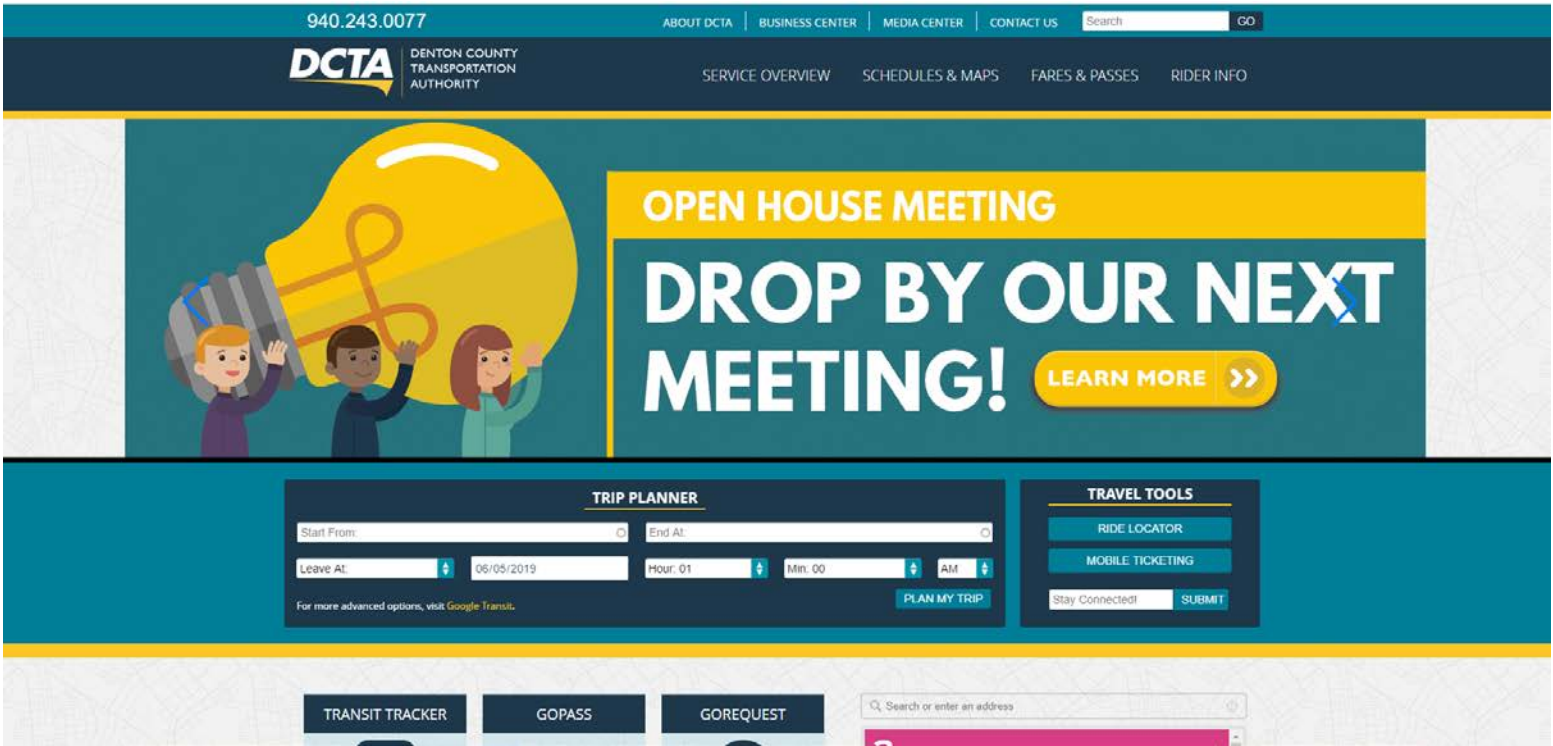 940.243.0077
ABOUT DCTA
BUSINESS CENTER
MEDIA CENTER
CONTACT US
Search
GO
DCTA
DENTON COUNTY
TRANSPORTATION
AUTHORITY
SERVICE OVERVIEW
SCHEDULES & MAPS
FARES & PASSES
RIDER INFO
OPEN HOUSE MEETING
DROP BY OUR NEXT
MEETING!
LEARN MORE
TRIP PLANNER
Start From:
End At:
Leave At:
06/05/2019
Hour: 01
Min: 00
AM
For more advanced options, visit Google Transit.
PLAN MY TRIP
TRAVEL TOOLS
RIDE LOCATOR
MOBILE TICKETING
Stay Connected!
SUBMIT
TRANSIT TRACKER
GOPASS
GOREQUEST
Search or enter an address